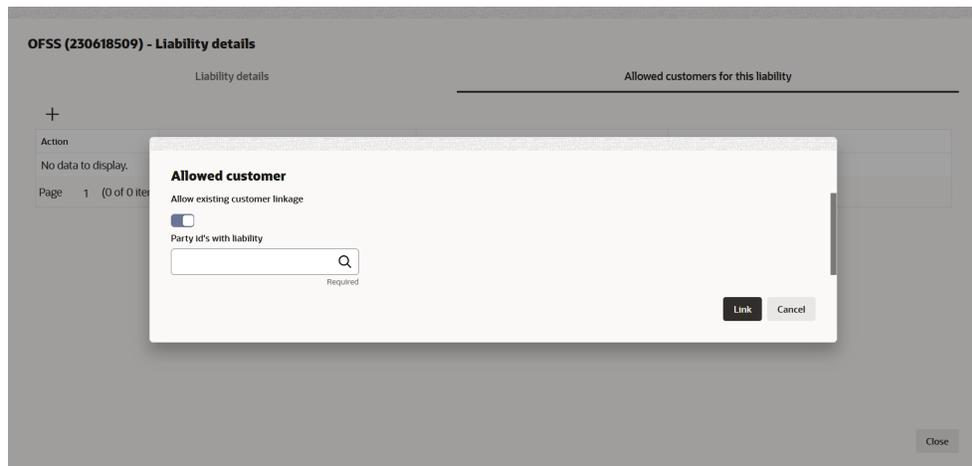 OFSS (230618509) - Liability details
Liability details
Allowed customers for this liability
Action
No data to display.
Page 1 (0 of 0 iter
Allowed customer
Allow existing customer linkage
Party id's with liability
Required
Link
Cancel
Close